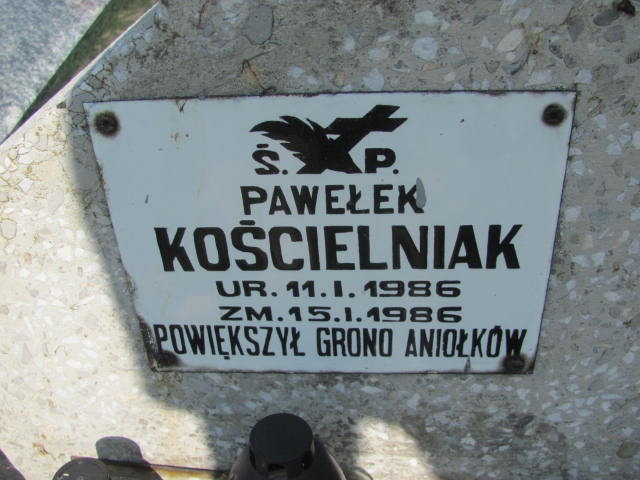 Ś. P.
PAWEŁEK
KOŚCIELNIAK
UR. 11.I.1986
ZM. 15.I.1986
POWIĘKSZYŁ GRONO ANIOŁKÓW